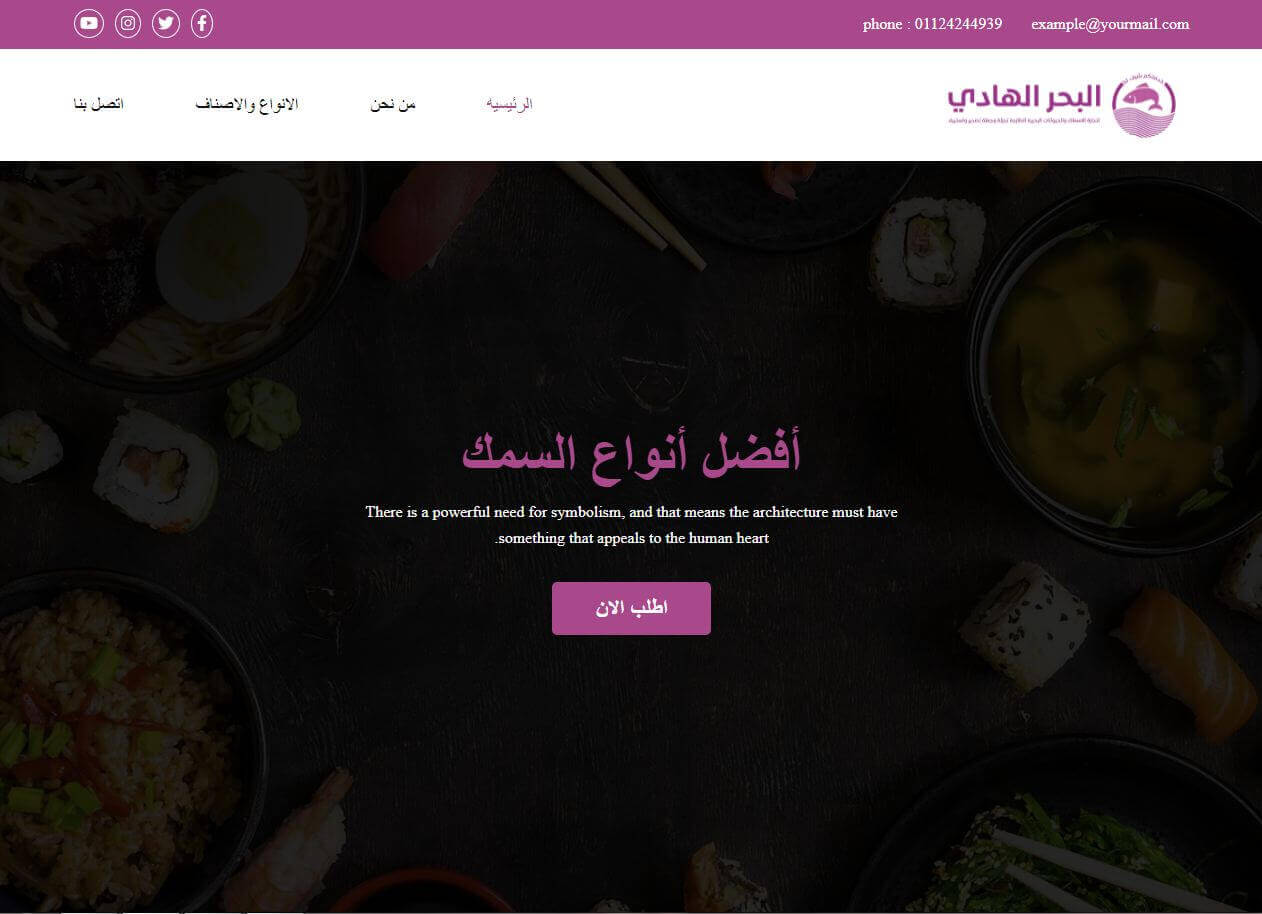 phone : 01124244939
example@yourmail.com
البحر الهادي
الرئيسيه
من نحن
الانواع والاصناف
اتصل بنا
أفضل أنواع السمك
There is a powerful need for symbolism, and that means the architecture must have
.something that appeals to the human heart
اطلب الان